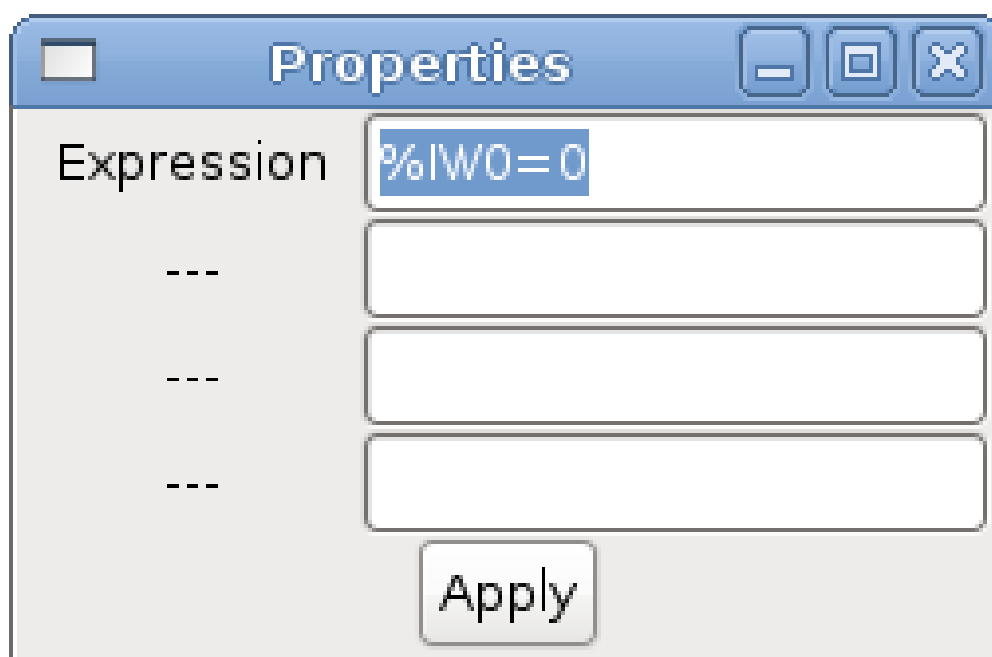 Properties
Expression %IW0=0
---
---
---
Apply